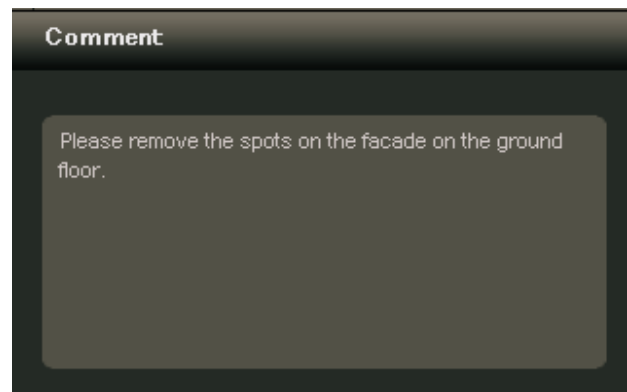 Comment
Please remove the spots on the facade on the ground
floor.